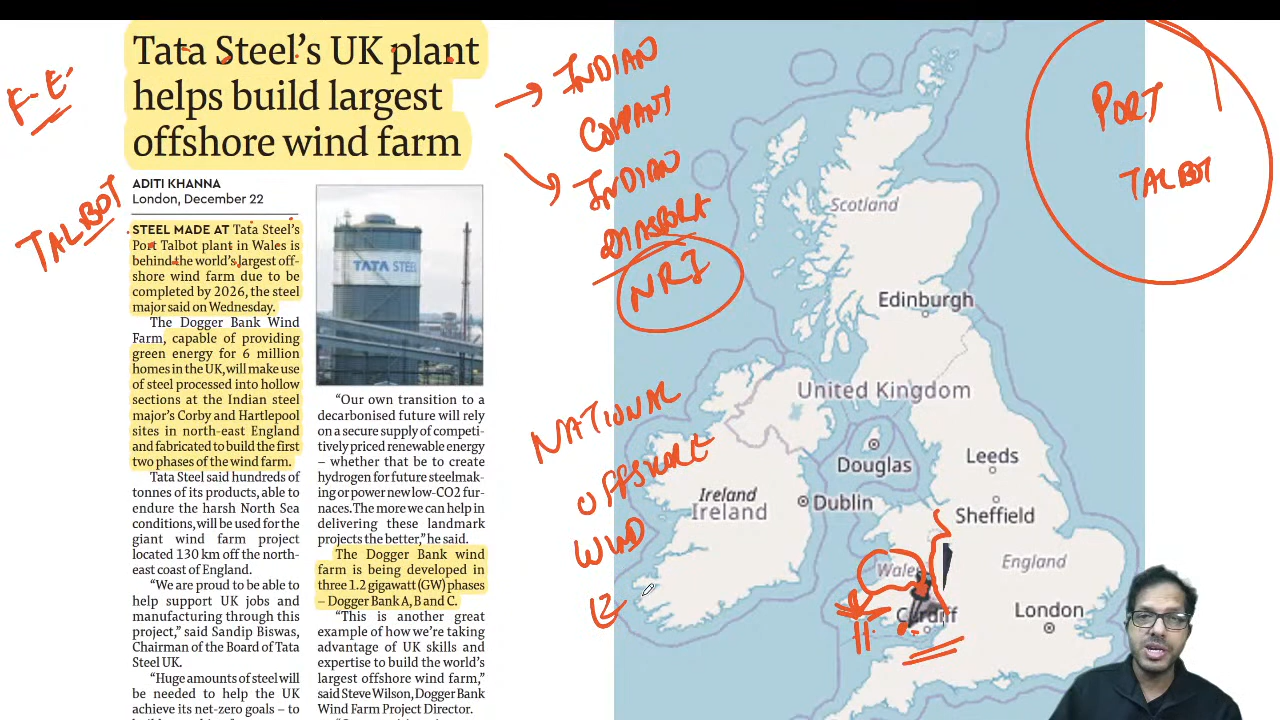 Tata Steel's UK plant
helps build largest
offshore wind farm
ADITI KHANNA
London, December 22
STEEL MADE AT Tata Steel's
Port Talbot plant in Wales is
behind the world's largest off-
shore wind farm due to be
completed by 2026, the steel
major said on Wednesday.
The Dogger Bank Wind
Farm, capable of providing
green energy for 6 million
homes in the UK, will make use
of steel processed into hollow
sections at the Indian steel
major's Corby and Hartlepool
sites in north-east England
and fabricated to build the first
two phases of the wind farm.
Tata Steel said hundreds of
tonnes of its products, able to
endure the harsh North Sea
conditions, will be used for the
giant wind farm project
located 130 km off the north-
east coast of England.
"We are proud to be able to
help support UK jobs and
manufacturing through this
project," said Sandip Biswas,
Chairman of the Board of Tata
Steel UK.
"Huge amounts of steel will
be needed to help the UK
achieve its net-zero goals – to
TATA STEEL
"Our own transition to a
decarbonised future will rely
on a secure supply of competi-
tively priced renewable energy
– whether that be to create
hydrogen for future steelmak-
ing or power new low-CO2 fur-
naces. The more we can help in
delivering these landmark
projects the better," he said.
The Dogger Bank wind
farm is being developed in
three 1.2 gigawatt (GW) phases
– Dogger Bank A, B and C.
"This is another great
example of how we're taking
advantage of UK skills and
expertise to build the world's
largest offshore wind farm,"
said Steve Wilson, Dogger Bank
Wind Farm Project Director.
F.E.
TALBOT
INDIAN
COMPANY
INDIAN
DIASPORA
NRI
NATIONAL
OFFSHORE
WIND
PORT
TALBOT
Scotland
Edinburgh
United Kingdom
Douglas
Leeds
Ireland
Ireland
Dublin
Sheffield
Wales
England
Cardiff
London